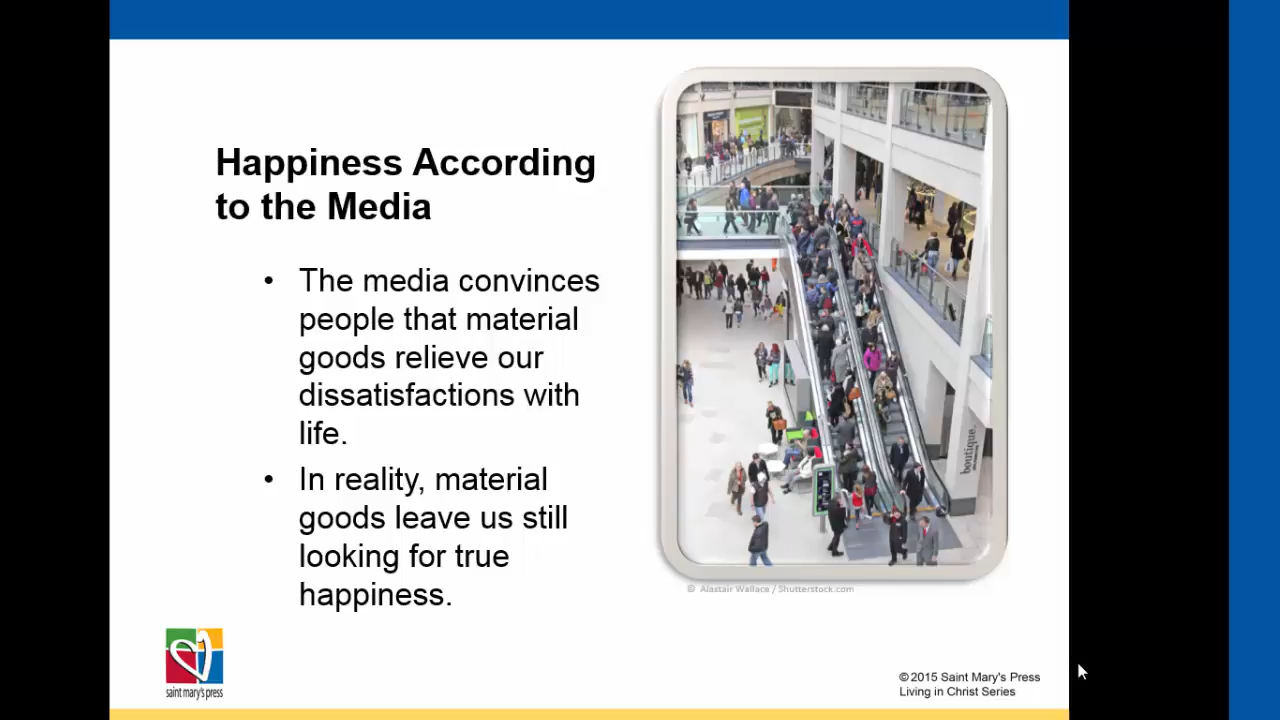 Happiness According
to the Media
• The media convinces
people that material
goods relieve our
dissatisfactions with
life.
• In reality, material
goods leave us still
looking for true
happiness.
boutique.
© Alastair Wallace / Shutterstock.com
saint mary's press
©2015 Saint Mary's Press
Living in Christ Series